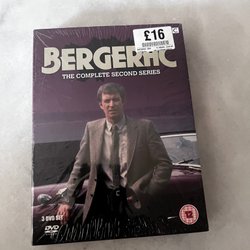 £16
BERGERAC
THE COMPLETE SECOND SERIES
3 DVD SET
DVD
12